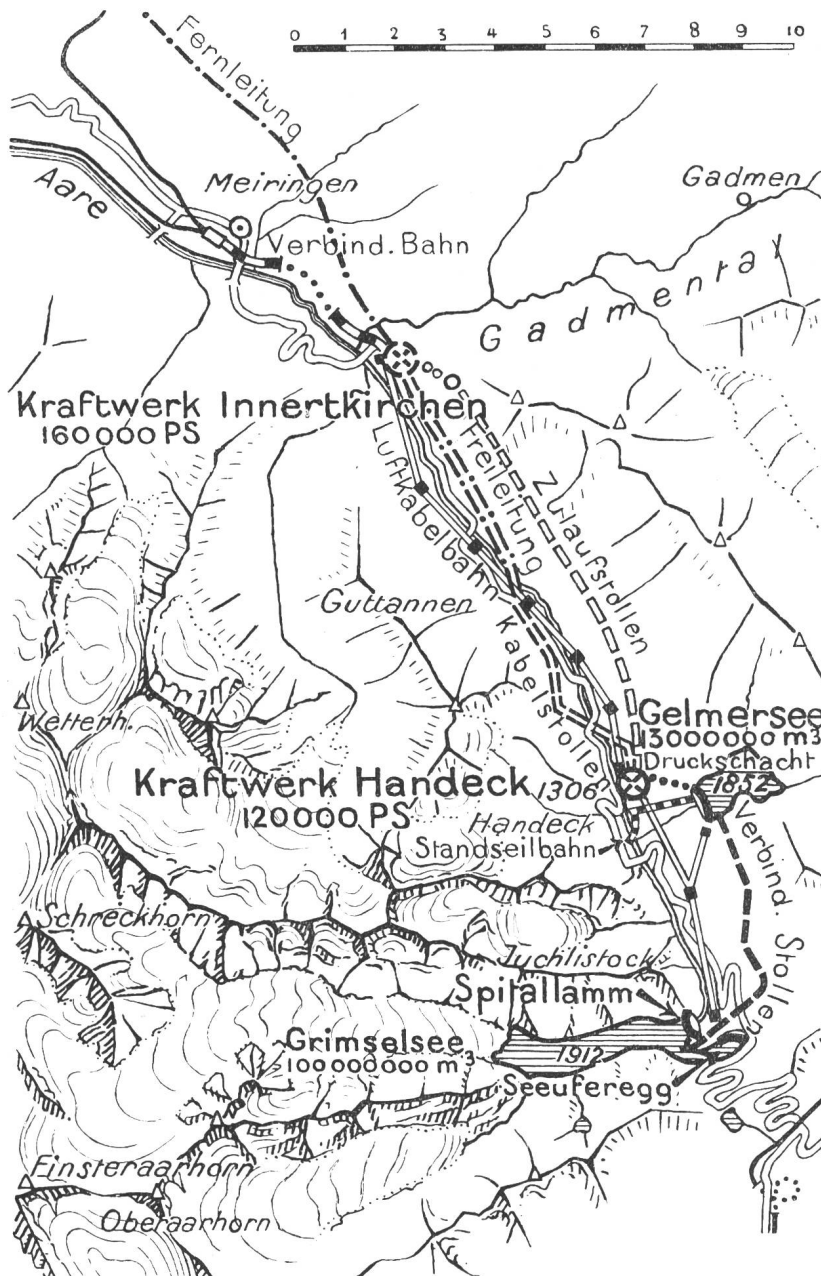 0 1 2 3 4 5 6 7 8 9 10
Fernleitung
Aare
Meiringen
Gadmen
Verbind. Bahn
Gadmental
Kraftwerk Innertkirchen
160000 PS
Luftkabelbahn
Freileitung
Zulaufstollen
Guttannen
Kabelstollen
Wetterh.
Gelmersee
13000000 m³
Druckschacht
1852
Kraftwerk Handeck
120000 PS
1306
Handeck
Standseilbahn
Verbind. Stollen
Schreckhorn
Juchlistock
Spitallamm
Grimselsee
100000000 m³
1912
Seeuferegg
Finsteraarhorn
Oberaarhorn